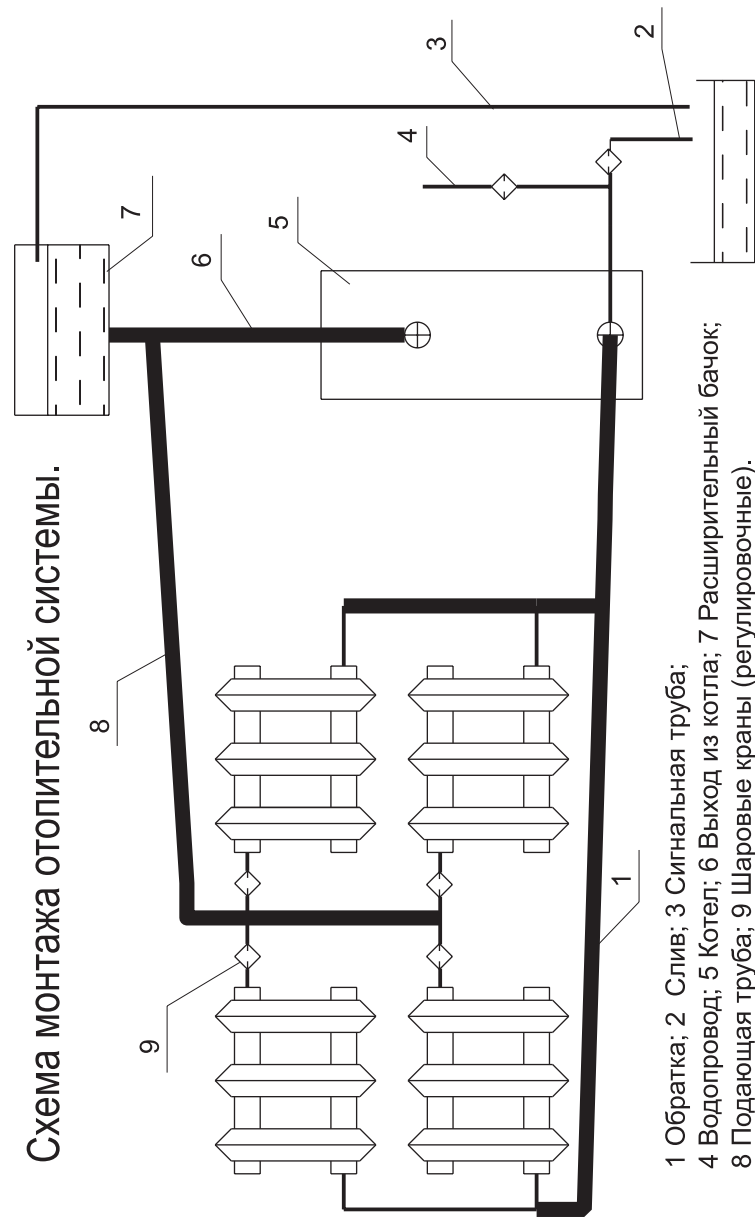 Схема монтажа отопительной системы.
7
3
6
5
4
2
8
9
1
1 Обратка; 2 Слив; 3 Сигнальная труба;
4 Водопровод; 5 Котел; 6 Выход из котла; 7 Расширительный бачок;
8 Подающая труба; 9 Шаровые краны (регулировочные).